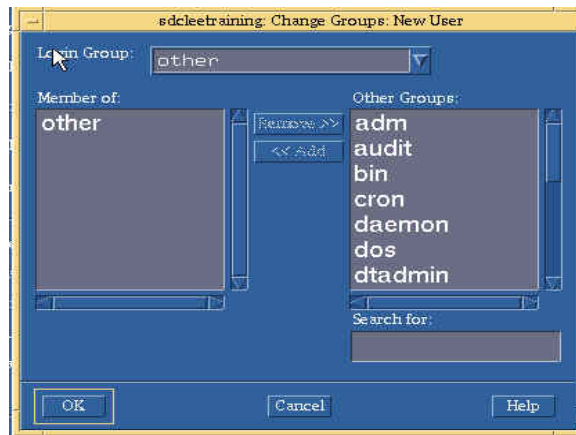 sdcleetraining: Change Groups: New User
Login Group:
other
Member of:
other
Remove >>
<< Add
Other Groups:
adm
audit
bin
cron
daemon
dos
dtadmin
Search for:
OK
Cancel
Help